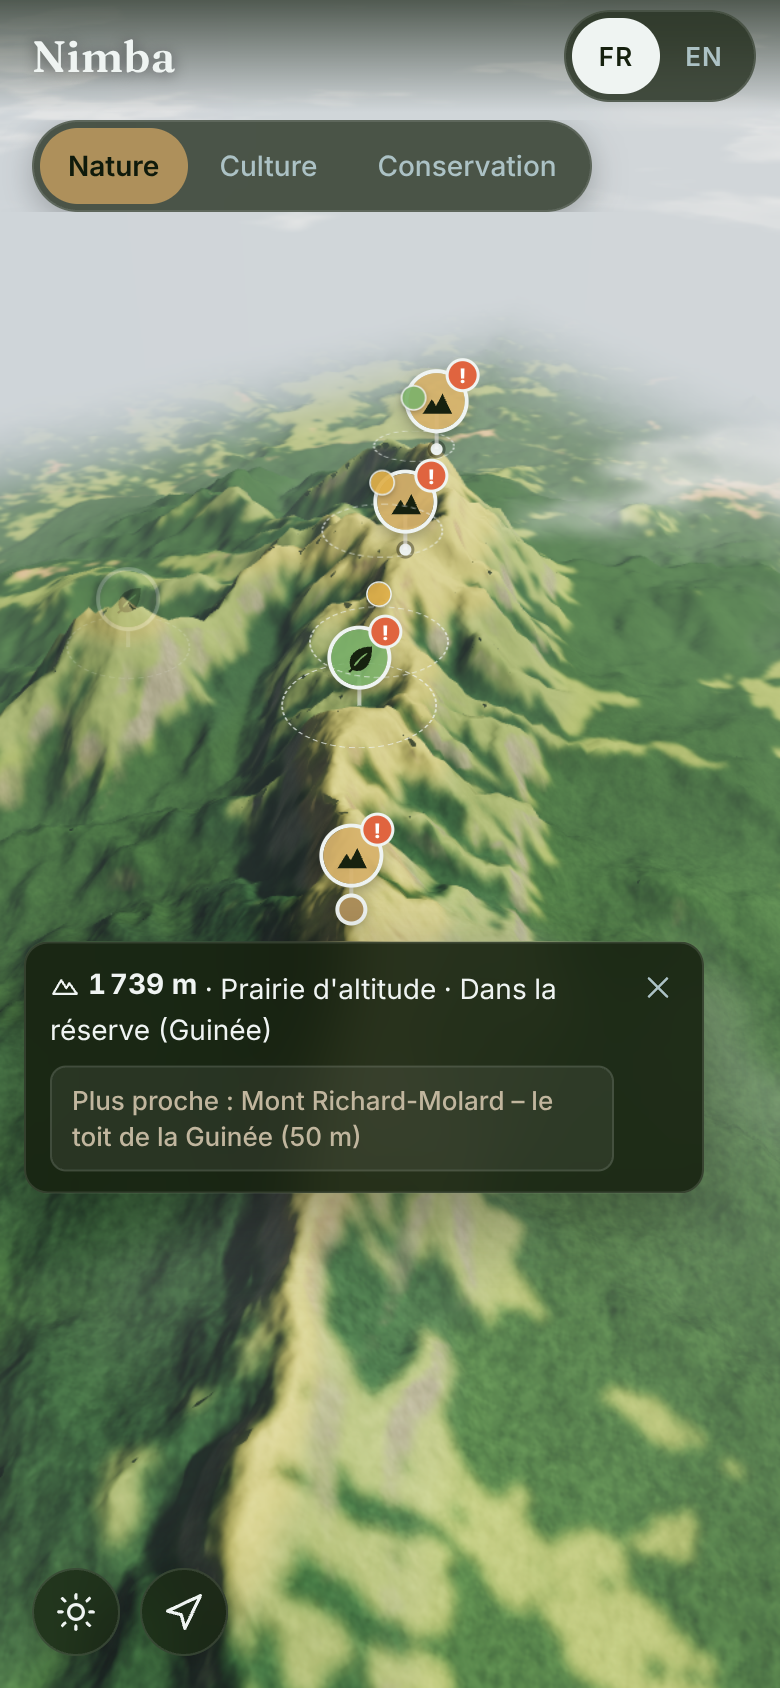 Nimba
FR EN
Nature Culture Conservation
!
!
!
!
1 739 m · Prairie d'altitude · Dans la
réserve (Guinée)
Plus proche : Mont Richard-Molard – le
toit de la Guinée (50 m)